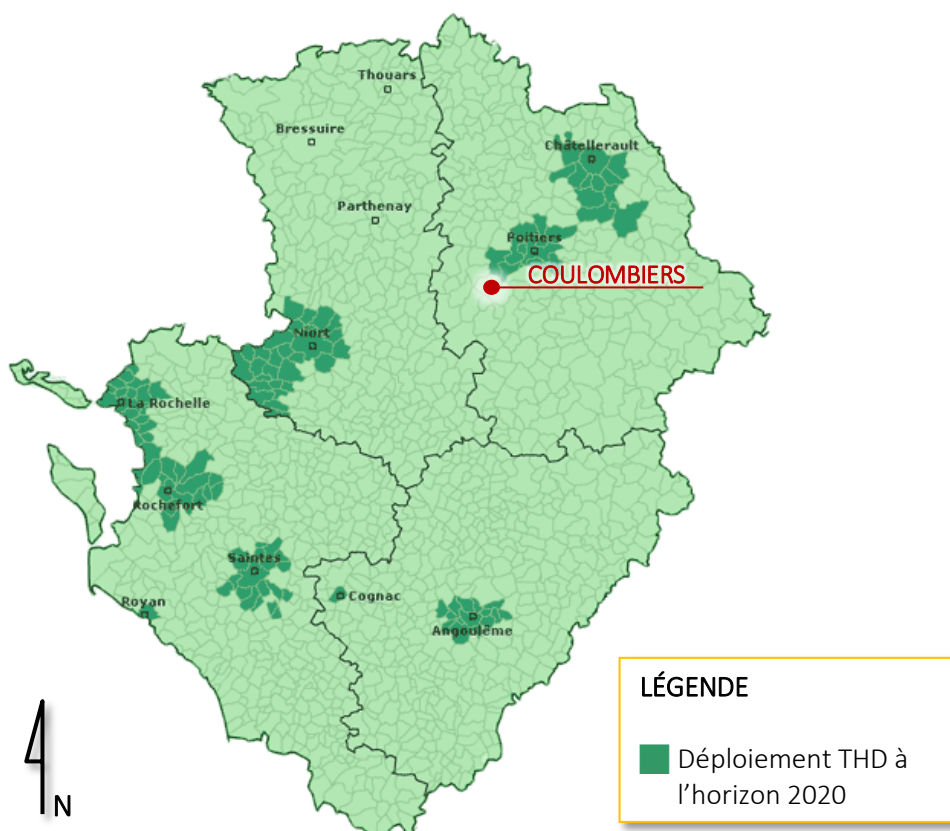 Thouars
Bressuire
Châtellerault
Parthenay
Poitiers
COULOMBIERS
Niort
La Rochelle
Rochefort
Saintes
Royan
Cognac
Angoulême
LÉGENDE
Déploiement THD à
l'horizon 2020
N